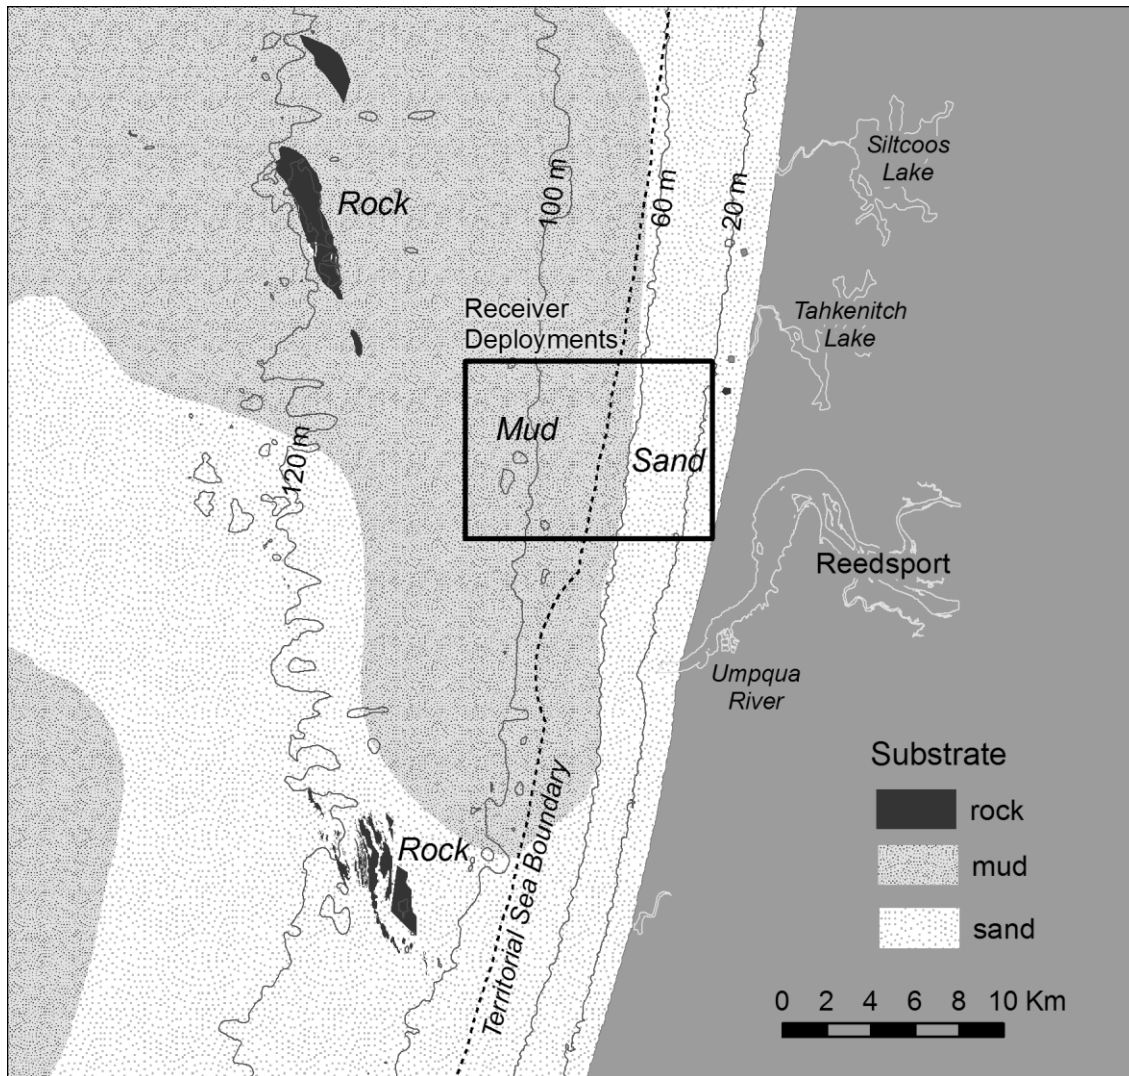 Siltcoos
Lake
Rock
100 m
60 m
20 m
Receiver
Deployments
Tahkenitch
Lake
Mud
Sand
120 m
Reedsport
Umpqua
River
Substrate
rock
mud
sand
Rock
Territorial Sea Boundary
0 2 4 6 8 10 Km